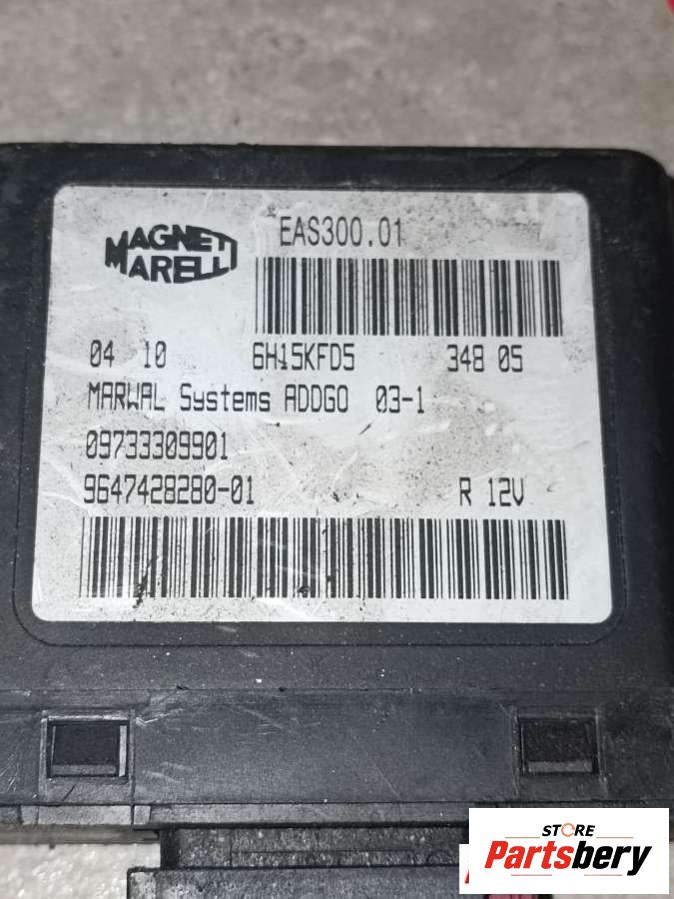 MAGNETI
MARELLI
EAS300.01
04 10 6H15KFD5 348 05
MARWAL Systems ADDGO 03-1
09733309901
9647428280-01 R 12V
STORE
Partsbery